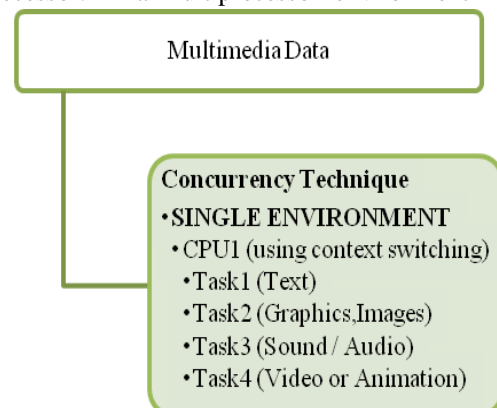 Multimedia Data
Concurrency Technique
•SINGLE ENVIRONMENT
•CPU1 (using context switching)
•Task1 (Text)
•Task2 (Graphics,Images)
•Task3 (Sound / Audio)
•Task4 (Video or Animation)